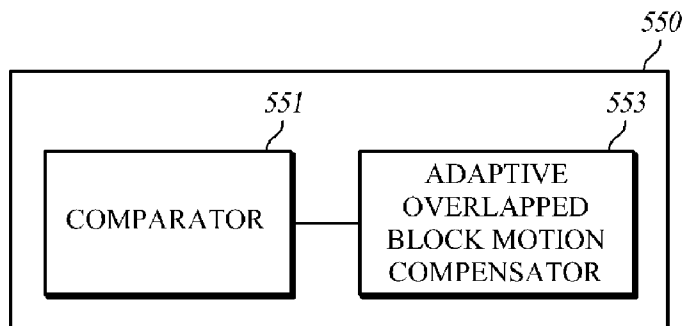 550
551
553
COMPARATOR
ADAPTIVE
OVERLAPPED
BLOCK MOTION
COMPENSATOR